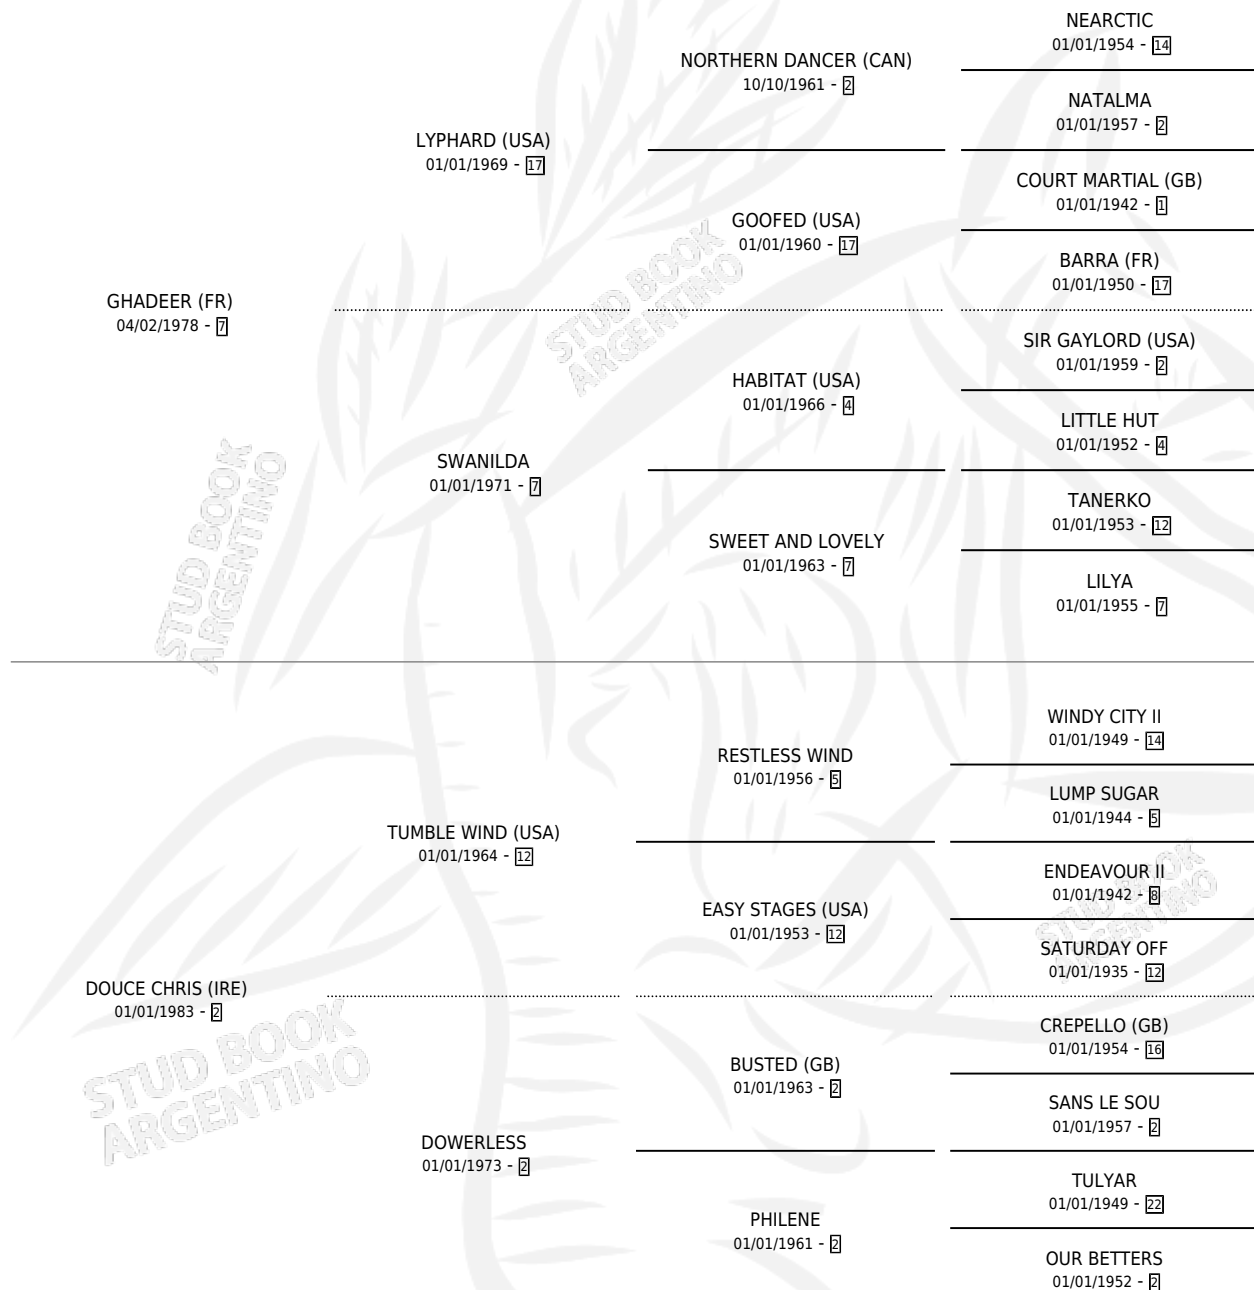 NEARCTIC
01/01/1954 - 14
NORTHERN DANCER (CAN)
10/10/1961 - 2
NATALMA
01/01/1957 - 2
LYPHARD (USA)
01/01/1969 - 17
COURT MARTIAL (GB)
01/01/1942 - 1
GOOFED (USA)
01/01/1960 - 17
BARRA (FR)
01/01/1950 - 17
GHADEER (FR)
04/02/1978 - 7
SIR GAYLORD (USA)
01/01/1959 - 2
HABITAT (USA)
01/01/1966 - 4
LITTLE HUT
01/01/1952 - 4
SWANILDA
01/01/1971 - 7
TANERKO
01/01/1953 - 12
SWEET AND LOVELY
01/01/1963 - 7
LILYA
01/01/1955 - 7
WINDY CITY II
01/01/1949 - 14
RESTLESS WIND
01/01/1956 - 5
LUMP SUGAR
01/01/1944 - 5
TUMBLE WIND (USA)
01/01/1964 - 12
ENDEAVOUR II
01/01/1942 - 8
EASY STAGES (USA)
01/01/1953 - 12
SATURDAY OFF
01/01/1935 - 12
DOUCE CHRIS (IRE)
01/01/1983 - 2
CREPELLO (GB)
01/01/1954 - 16
BUSTED (GB)
01/01/1963 - 2
SANS LE SOU
01/01/1957 - 2
DOWERLESS
01/01/1973 - 2
TULYAR
01/01/1949 - 22
PHILENE
01/01/1961 - 2
OUR BETTERS
01/01/1952 - 2
STUD BOOK
ARGENTINO
STUD BOOK
ARGENTINO
STUD BOOK
ARGENTINO
STUD BOOK
ARGENTINO